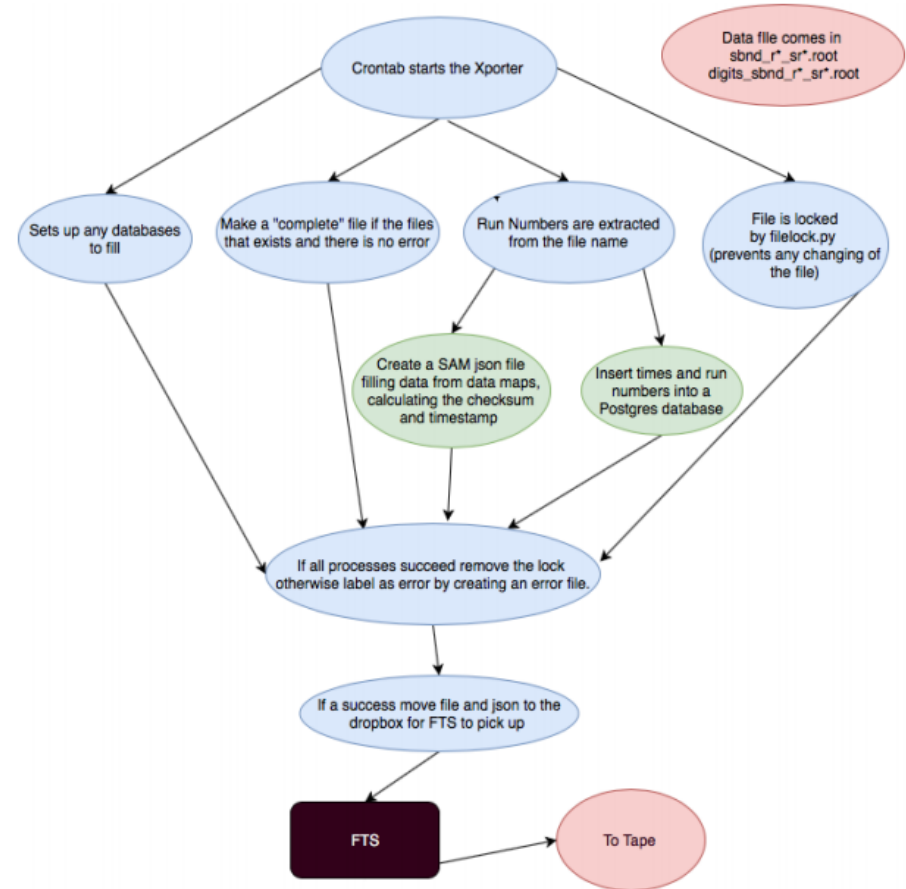 Crontab starts the Xporter
Data file comes in
sbnd_r*_sr*.root
digits_sbnd_r*_sr*.root
Sets up any databases
to fill
Make a "complete" file if the files
that exists and there is no error
Run Numbers are extracted
from the file name
File is locked
by filelock.py
(prevents any changing of
the file)
Create a SAM json file
filling data from data maps,
calculating the checksum
and timestamp
Insert times and run
numbers into a
Postgres database
If all processes succeed remove the lock
otherwise label as error by creating an error file.
If a success move file and json to the
dropbox for FTS to pick up
FTS
To Tape